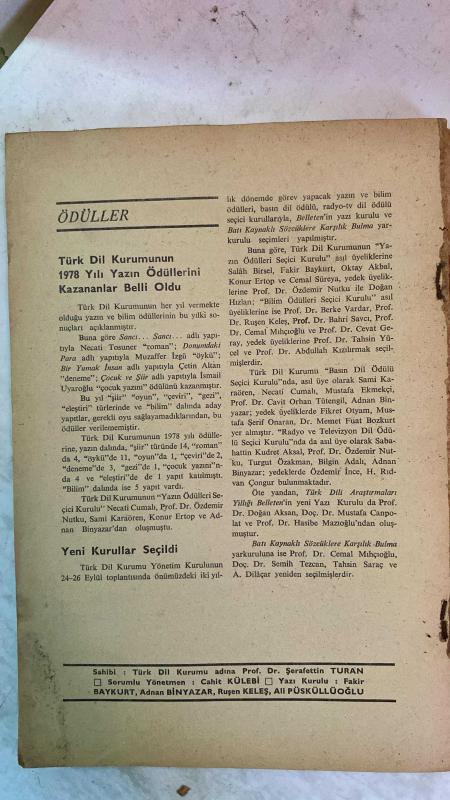 ÖDÜLLER
Türk Dil Kurumunun
1978 Yılı Yazın Ödüllerini
Kazananlar Belli Oldu
Türk Dil Kurumunun her yıl vermekte
olduğu yazın ve bilim ödüllerinin bu yılki so-
nuçları açıklanmıştır.
Buna göre Sancı... Sancı... adlı yapı-
tıyla Necati Tosuner "roman"; Donumdaki
Para adlı yapıtıyla Muzaffer İzgü "öykü";
Bir Yumak İnsan adlı yapıtıyla Çetin Altan
"deneme"; Çocuk ve Şiir adlı yapıtıyla İsmail
Uyaroğlu "çocuk yazını" ödülünü kazanmıştır.
Bu yıl "şiir" "oyun", "çeviri", "gezi",
"eleştiri" türlerinde ve "bilim" dalında aday
yapıtlar, gerekli oyu sağlayamadıklarından, bu
ödüller verilememiştir.
Türk Dil Kurumunun 1978 yılı ödülle-
rine, yazın dalında, "şiir" türünde 14, "roman"
da 4, "öykü"de 11, "oyun"da 1, "çeviri"de 2,
"deneme"de 3, "gezi"de 1, "çocuk yazını"n-
da 4 ve "eleştiri"de de 1 yapıt katılmıştı.
"Bilim" dalında ise 5 yapıt vardı.
Türk Dil Kurumunun "Yazın Ödülleri Se-
çici Kurulu" Necati Cumalı, Prof. Dr. Özdemir
Nutku, Sami Karaören, Konur Ertop ve Ad-
nan Binyazar'dan oluşmuştu.
Yeni Kurullar Seçildi
Türk Dil Kurumu Yönetim Kurulunun
24-26 Eylül toplantısında önümüzdeki iki yıl-
lık dönemde görev yapacak yazın ve bilim
ödülleri, basın dil ödülü, radyo-tv dil ödülü
seçici kurullarıyla, Belleten'in yazı kurulu ve
Batı Kaynaklı Sözcüklere Karşılık Bulma yar-
kurulu seçimleri yapılmıştır.
Buna göre, Türk Dil Kurumunun "Ya-
zın Ödülleri Seçici Kurulu" asıl üyeliklerine
Salâh Birsel, Fakir Baykurt, Oktay Akbal,
Konur Ertop ve Cemal Süreya, yedek üyelik-
lerine Prof. Dr. Özdemir Nutku ile Doğan
Hızlan; "Bilim Ödülleri Seçici Kurulu" asıl
üyeliklerine ise Prof. Dr. Berke Vardar, Prof.
Dr. Ruşen Keleş, Prof. Dr. Bahri Savcı, Prof.
Dr. Cemal Mıhçıoğlu ve Prof. Dr. Cevat Ge-
ray, yedek üyeliklerine Prof. Dr. Tahsin Yü-
cel ve Prof. Dr. Abdullah Kızılırmak seçil-
mişlerdir.
Türk Dil Kurumu "Basın Dil Ödülü
Seçici Kurulu"nda, asıl üye olarak Sami Ka-
raören, Necati Cumalı, Mustafa Ekmekçi,
Prof. Dr. Cavit Orhan Tütengil, Adnan Bin-
yazar; yedek üyeliklerde Fikret Otyam, Mus-
tafa Şerif Onaran, Dr. Memet Fuat Bozkurt
yer almıştır. "Radyo ve Televizyon Dil Ödü-
lü Seçici Kurulu"nda da asıl üye olarak Saba-
hattin Kudret Aksal, Prof. Dr. Özdemir Nut-
ku, Turgut Özakman, Bilgin Adalı, Adnan
Binyazar; yedeklerde Özdemir İnce, H. Rıd-
van Çongur bulunmaktadır.
Öte yandan, Türk Dili Araştırmaları
Yıllığı Belleten'in yeni Yazı Kurulu da Prof.
Dr. Doğan Aksan, Doç. Dr. Mustafa Canpo-
lat ve Prof. Dr. Hasibe Mazıoğlu'ndan oluş-
muştur.
Batı Kaynaklı Sözcüklere Karşılık Bulma
yarkuruluna ise Prof. Dr. Cemal Mıhçıoğlu,
Doç. Dr. Semih Tezcan, Tahsin Saraç ve
A. Dilâçar yeniden seçilmişlerdir.
Sahibi : Türk Dil Kurumu adına Prof. Dr. Şerafettin TURAN
□ Sorumlu Yönetmen : Cahit KÜLEBİ □ Yazı Kurulu : Fakir
BAYKURT, Adnan BİNYAZAR, Ruşen KELEŞ, Ali PÜSKÜLLÜOĞLU